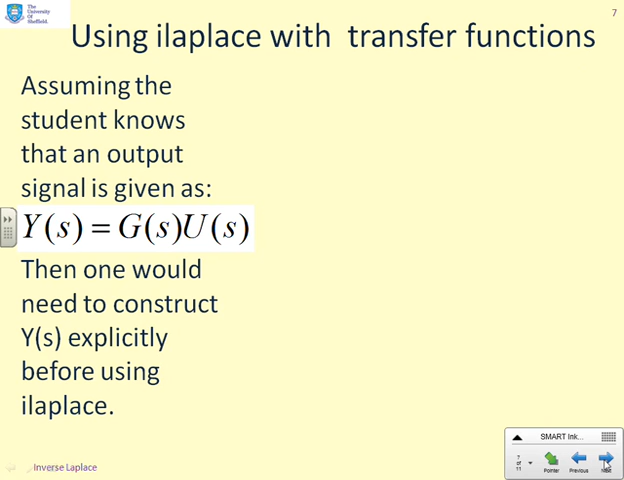 The
University
Of
Sheffield.
7
Using ilaplace with transfer functions
Assuming the
student knows
that an output
signal is given as:
Y(s) = G(s)U(s)
Then one would
need to construct
Y(s) explicitly
before using
ilaplace.
SMART Ink...
7
of
11
Pointer
Previous
Next
Inverse Laplace